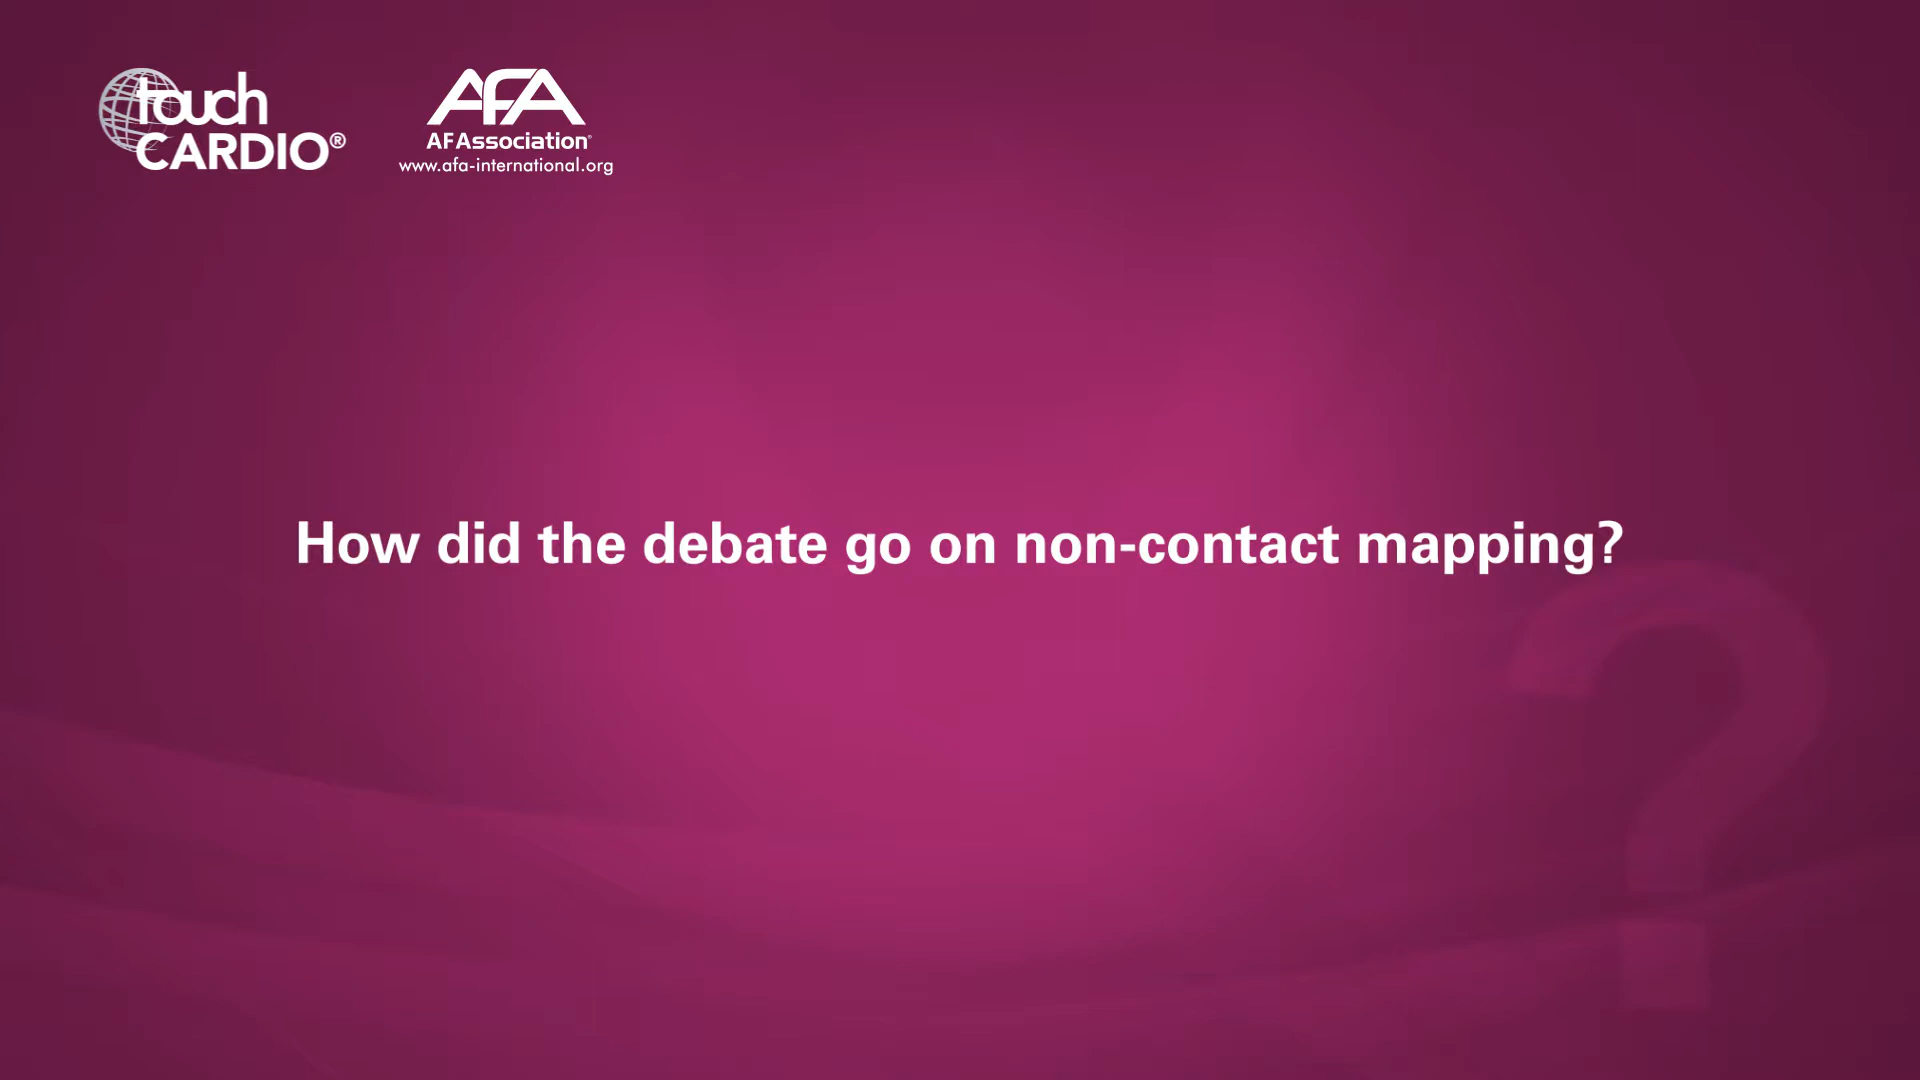 touch
CARDIO®
AFA
AFAssociation®
www.afa-international.org
How did the debate go on non-contact mapping?
?